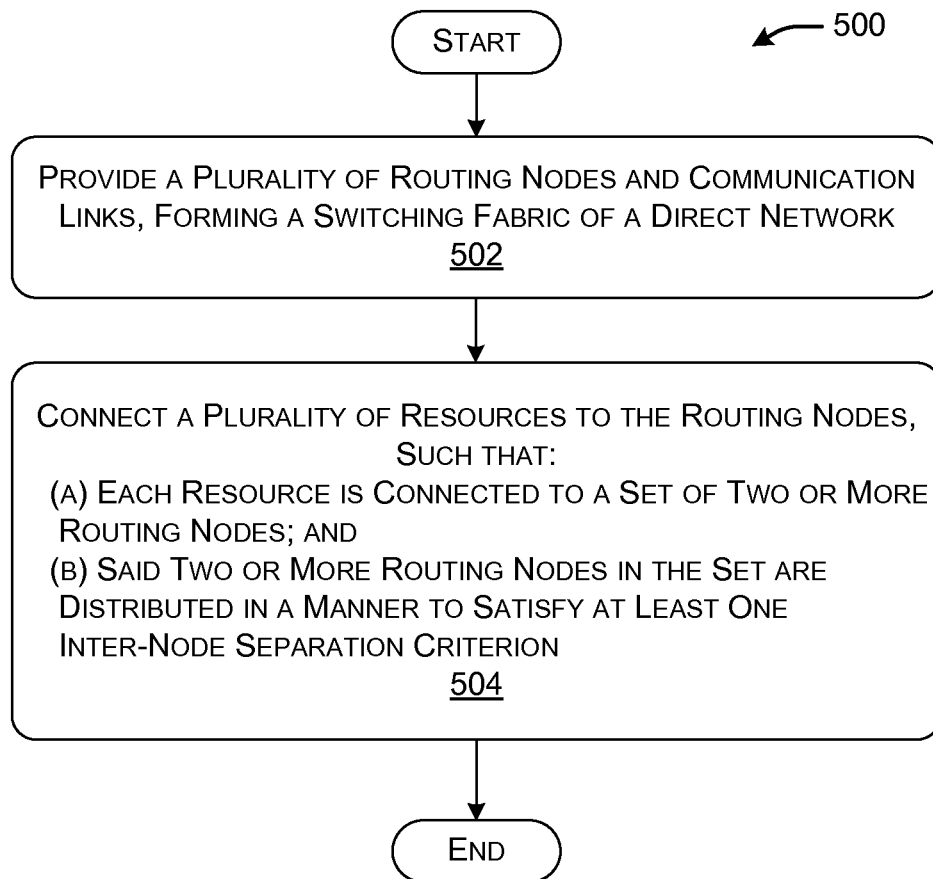 START
500
PROVIDE A PLURALITY OF ROUTING NODES AND COMMUNICATION
LINKS, FORMING A SWITCHING FABRIC OF A DIRECT NETWORK
502
CONNECT A PLURALITY OF RESOURCES TO THE ROUTING NODES,
SUCH THAT:
(A) EACH RESOURCE IS CONNECTED TO A SET OF TWO OR MORE
ROUTING NODES; AND
(B) SAID TWO OR MORE ROUTING NODES IN THE SET ARE
DISTRIBUTED IN A MANNER TO SATISFY AT LEAST ONE
INTER-NODE SEPARATION CRITERION
504
END